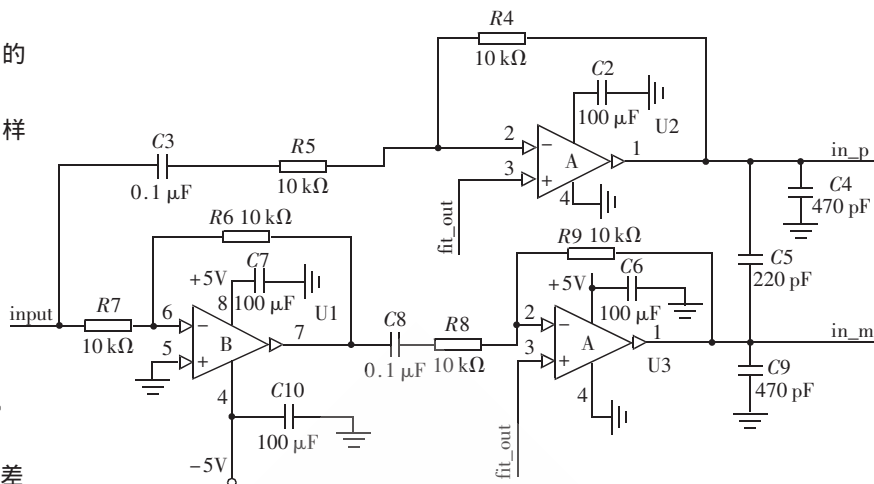 的
样
差
R4
10 kΩ
C2
100 μF
U2
C3
0.1 μF
R5
10 kΩ
2
3
A
1
4
−
+
fit_out
in_p
C4
470 pF
C5
220 pF
R6 10 kΩ
+5V
C7
100 μF
8
U1
input
R7
10 kΩ
6
5
B
7
−
+
4
C10
100 μF
−5V
C8
0.1 μF
R8
10 kΩ
R9 10 kΩ
+5V
C6
100 μF
2
3
A
1
U3
−
+
4
fit_out
in_m
C9
470 pF